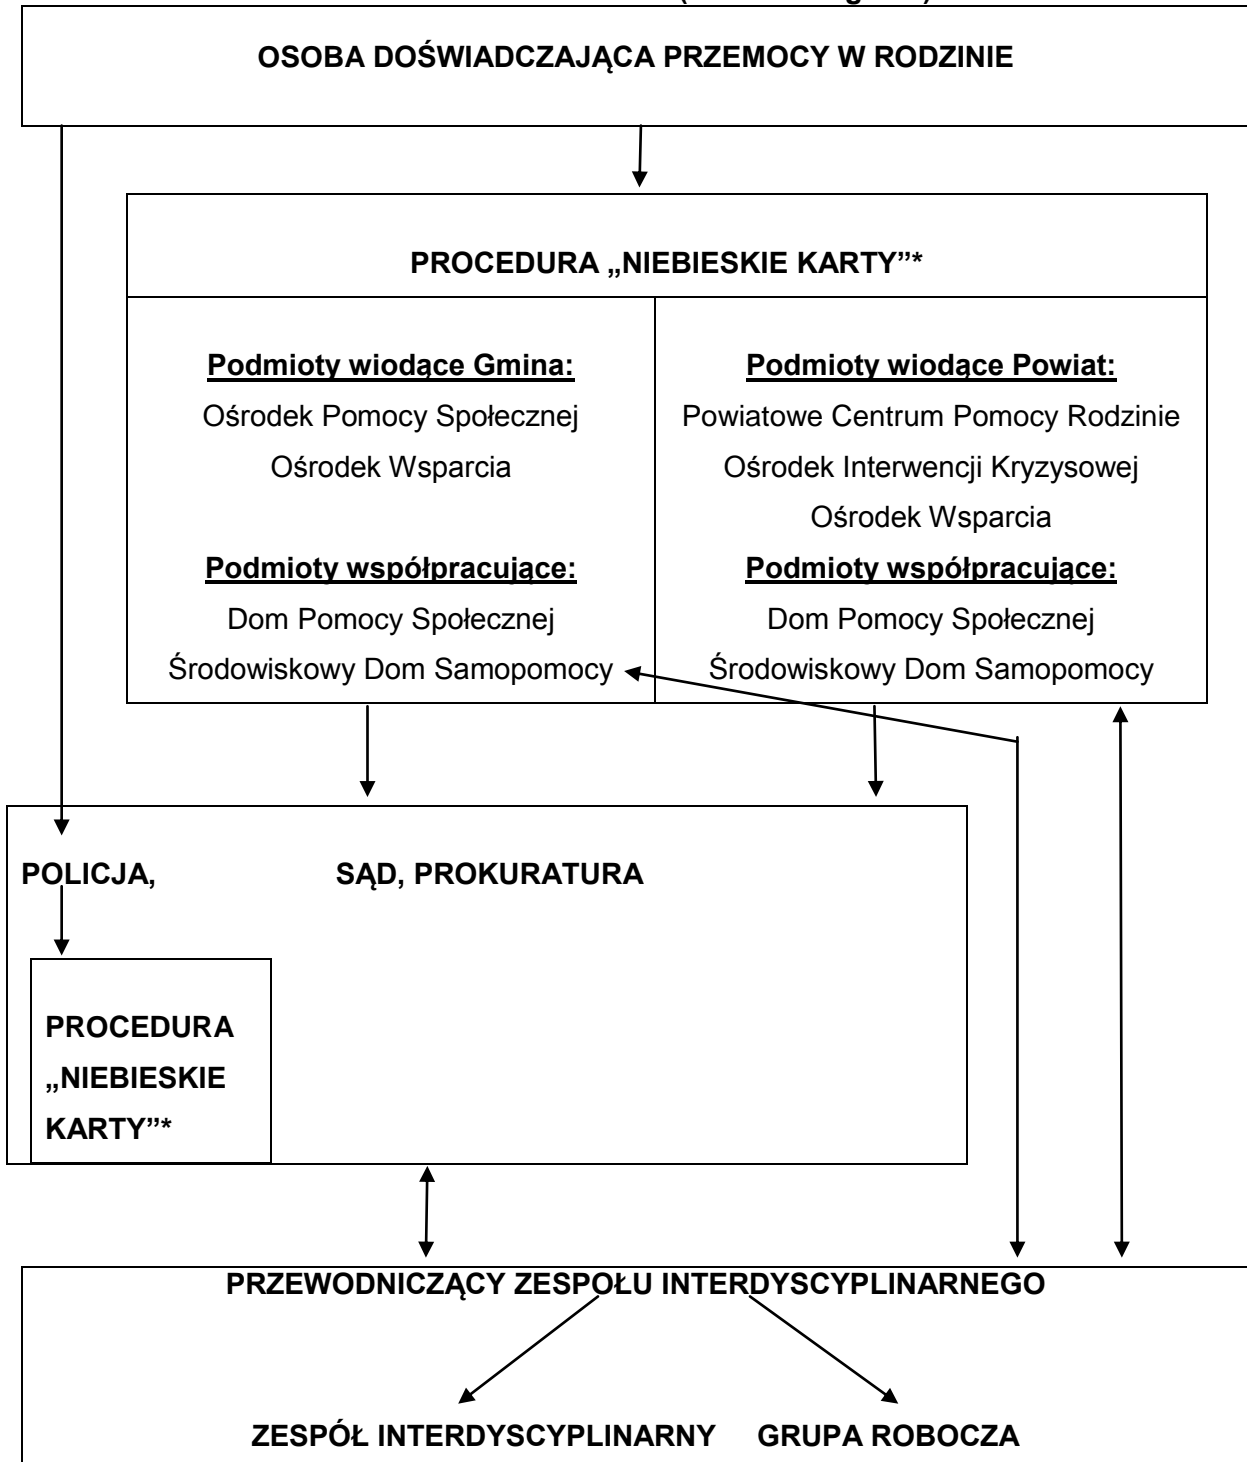 OSOBA DOŚWIADCZAJĄCA PRZEMOCY W RODZINIE
PROCEDURA „NIEBIESKIE KARTY”*
Podmioty wiodące Gmina:
Ośrodek Pomocy Społecznej
Ośrodek Wsparcia
Podmioty współpracujące:
Dom Pomocy Społecznej
Środowiskowy Dom Samopomocy
Podmioty wiodące Powiat:
Powiatowe Centrum Pomocy Rodzinie
Ośrodek Interwencji Kryzysowej
Ośrodek Wsparcia
Podmioty współpracujące:
Dom Pomocy Społecznej
Środowiskowy Dom Samopomocy
POLICJA, SĄD, PROKURATURA
PROCEDURA
„NIEBIESKIE
KARTY”*
PRZEWODNICZĄCY ZESPOŁU INTERDYSCYPLINARNEGO
ZESPÓŁ INTERDYSCYPLINARNY GRUPA ROBOCZA